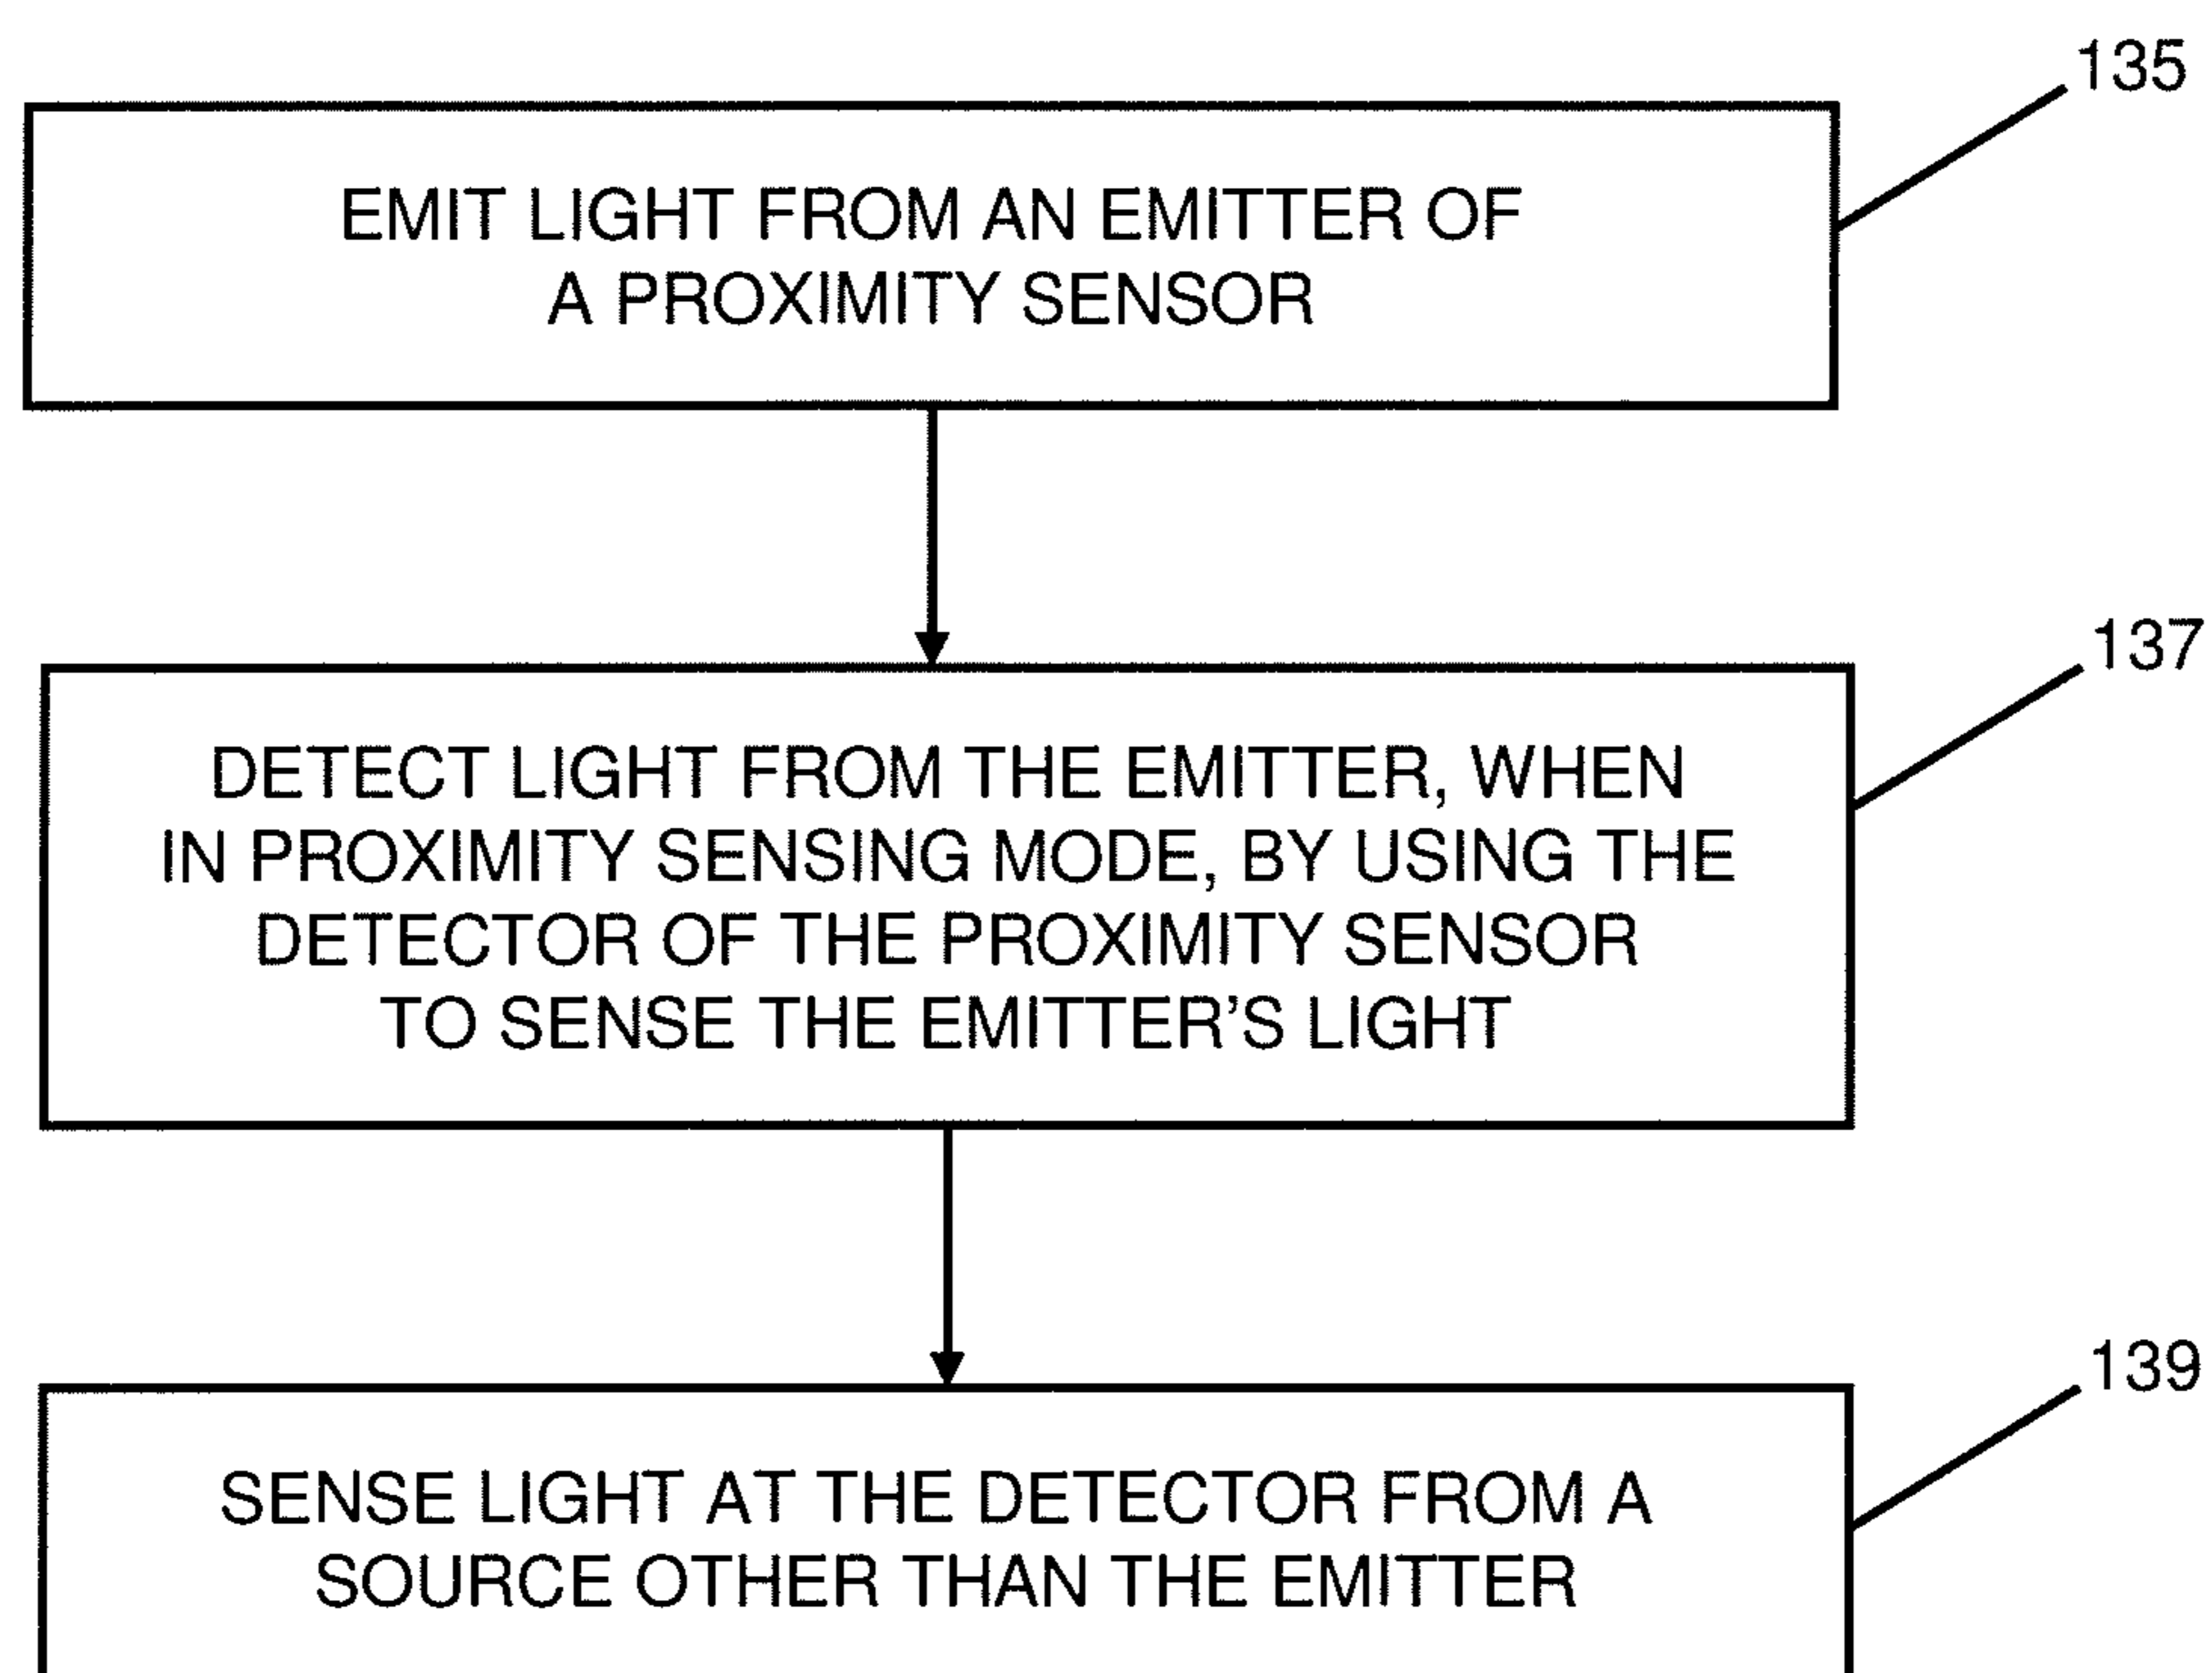 135
EMIT LIGHT FROM AN EMITTER OF
A PROXIMITY SENSOR
137
DETECT LIGHT FROM THE EMITTER, WHEN
IN PROXIMITY SENSING MODE, BY USING THE
DETECTOR OF THE PROXIMITY SENSOR
TO SENSE THE EMITTER'S LIGHT
139
SENSE LIGHT AT THE DETECTOR FROM A
SOURCE OTHER THAN THE EMITTER